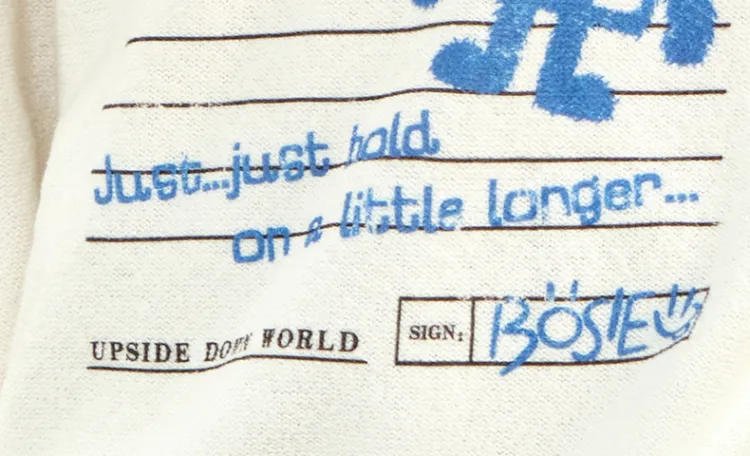 Just...just hold
on a little longer...
UPSIDE DOWN WORLD
SIGN: BÖSIE